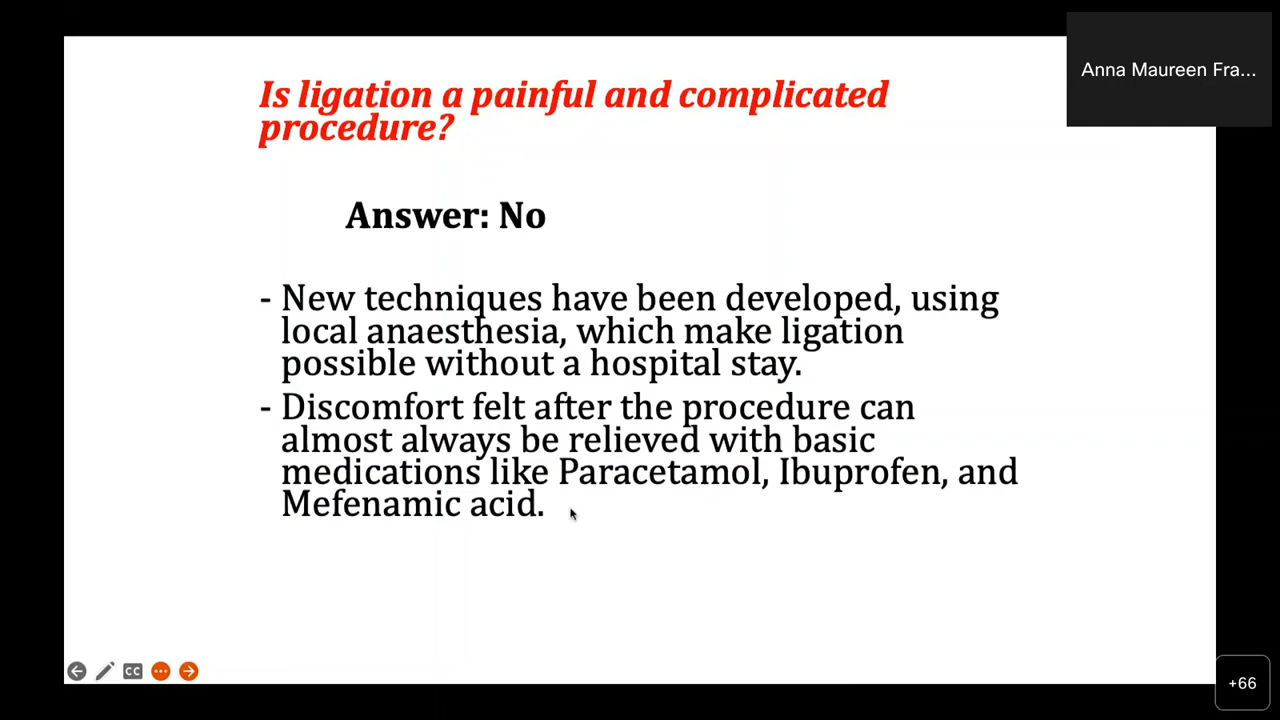 Anna Maureen Fra...
Is ligation a painful and complicated
procedure?
Answer: No
- New techniques have been developed, using
local anaesthesia, which make ligation
possible without a hospital stay.
- Discomfort felt after the procedure can
almost always be relieved with basic
medications like Paracetamol, Ibuprofen, and
Mefenamic acid.
CC
+66